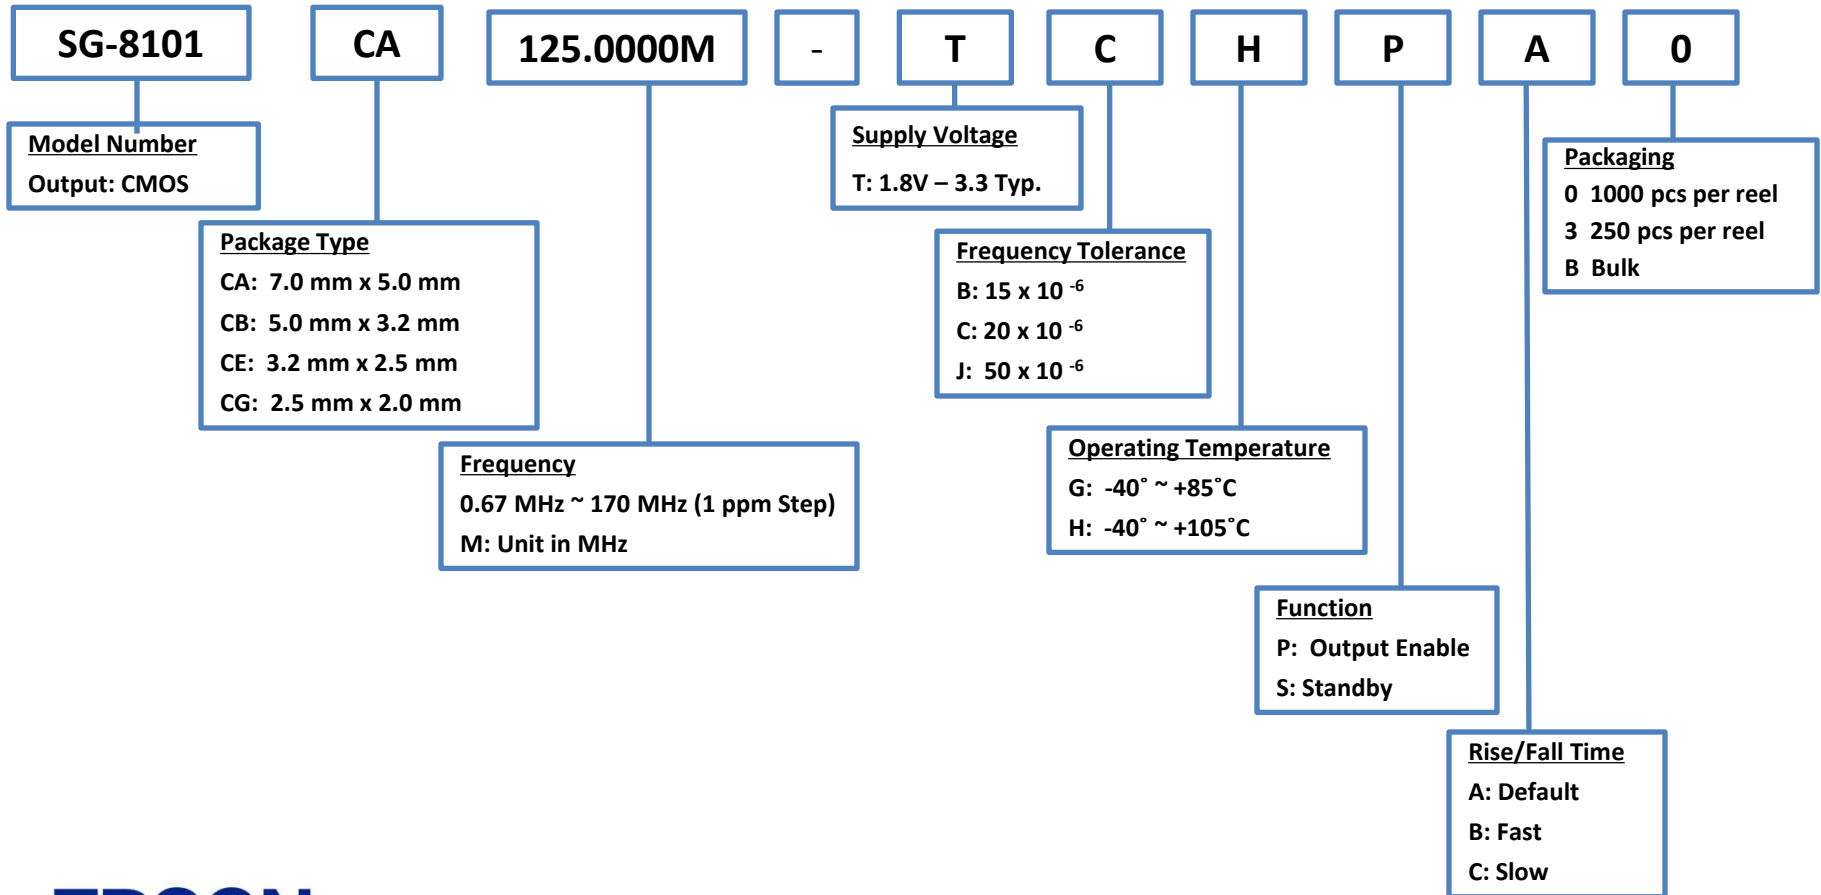 SG-8101 CA 125.0000M - T C H P A 0
Model Number
Output: CMOS
Package Type
CA: 7.0 mm x 5.0 mm
CB: 5.0 mm x 3.2 mm
CE: 3.2 mm x 2.5 mm
CG: 2.5 mm x 2.0 mm
Frequency
0.67 MHz ~ 170 MHz (1 ppm Step)
M: Unit in MHz
Supply Voltage
T: 1.8V – 3.3 Typ.
Frequency Tolerance
B: 15 x 10 -6
C: 20 x 10 -6
J: 50 x 10 -6
Operating Temperature
G: -40˚ ~ +85˚C
H: -40˚ ~ +105˚C
Function
P: Output Enable
S: Standby
Rise/Fall Time
A: Default
B: Fast
C: Slow
Packaging
0 1000 pcs per reel
3 250 pcs per reel
B Bulk
EPSON